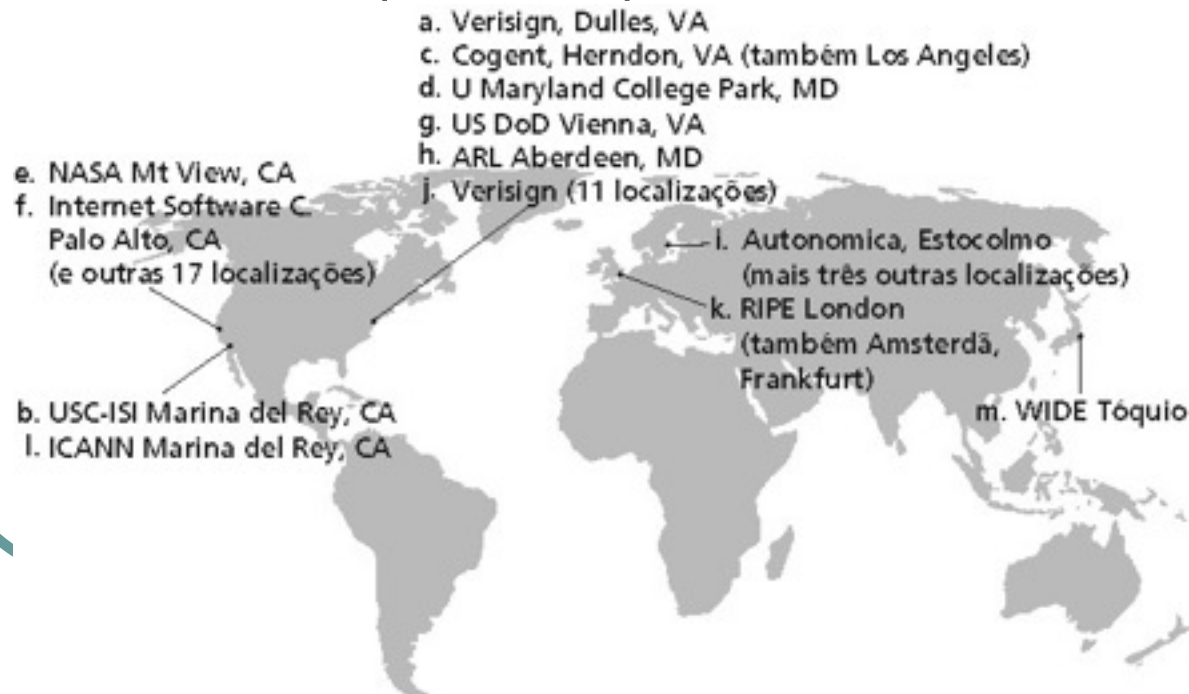 a. Verisign, Dulles, VA
c. Cogent, Herndon, VA (também Los Angeles)
d. U Maryland College Park, MD
g. US DoD Vienna, VA
h. ARL Aberdeen, MD
j. Verisign (11 localizações)
e. NASA Mt View, CA
f. Internet Software C.
Palo Alto, CA
(e outras 17 localizações)
i. Autonomica, Estocolmo
(mais três outras localizações)
k. RIPE London
(também Amsterdã,
Frankfurt)
m. WIDE Tóquio
b. USC-ISI Marina del Rey, CA
l. ICANN Marina del Rey, CA